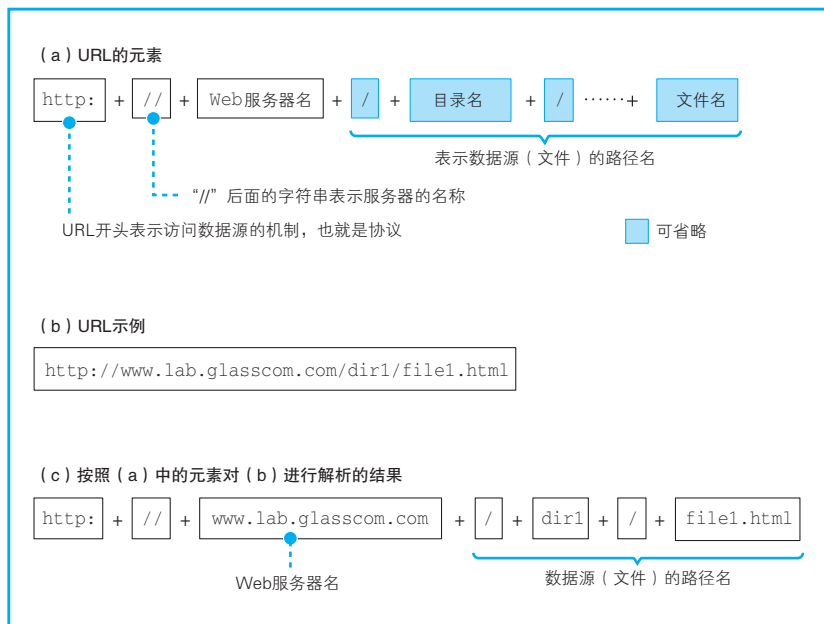 （a）URL的元素
http: + // + Web服务器名 + / + 目录名 + / ……+ 文件名
表示数据源（文件）的路径名
“//”后面的字符串表示服务器的名称
URL开头表示访问数据源的机制，也就是协议
可省略
（b）URL示例
http://www.lab.glasscom.com/dir1/file1.html
（c）按照（a）中的元素对（b）进行解析的结果
http: + // + www.lab.glasscom.com + / + dir1 + / + file1.html
Web服务器名
数据源（文件）的路径名